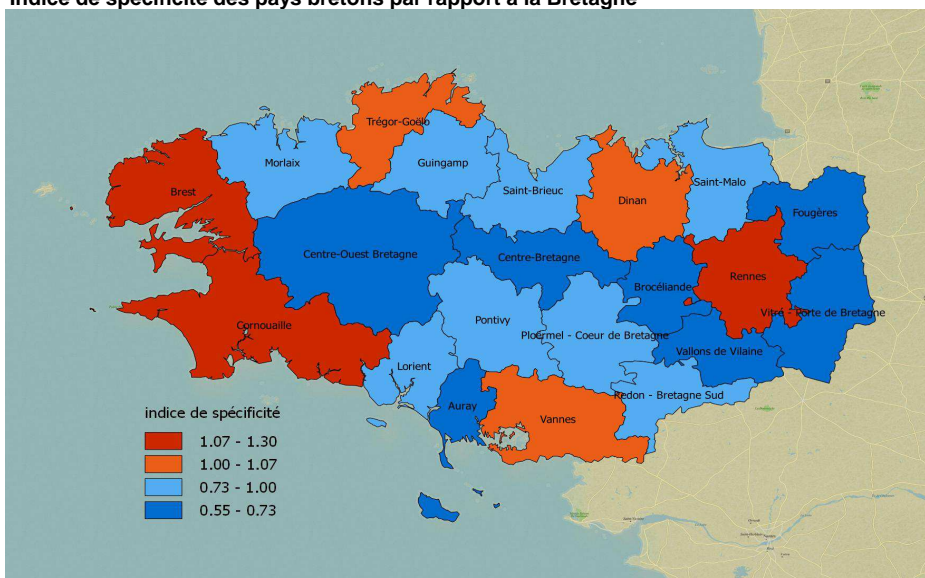 Indice de spécificité des pays bretons par rapport à la Bretagne
Trégor-Goëlo
Morlaix
Guingamp
Saint-Brieuc
Saint-Malo
Brest
Dinan
Fougères
Centre-Ouest Bretagne
Centre-Bretagne
Rennes
Brocéliande
Vitré - Porte de Bretagne
Cornouaille
Pontivy
Ploërmel - Coeur de Bretagne
Vallons de Vilaine
Lorient
Redon - Bretagne Sud
Auray
Vannes
indice de spécificité
1.07 - 1.30
1.00 - 1.07
0.73 - 1.00
0.55 - 0.73